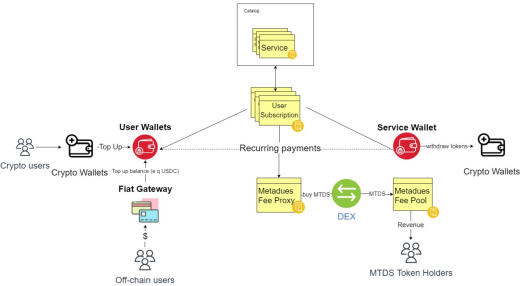 Catalog
Service
User
Subscription
User Wallets
Service Wallet
Top Up
withdraw tokens
Crypto users
Crypto Wallets
Recurring payments
Crypto Wallets
Top up balance (e.q USDC)
Fiat Gateway
Metadues
Fee Proxy
buy MTDS
DEX
MTDS
Metadues
Fee Pool
$
Revenue
Off-chain users
MTDS Token Holders